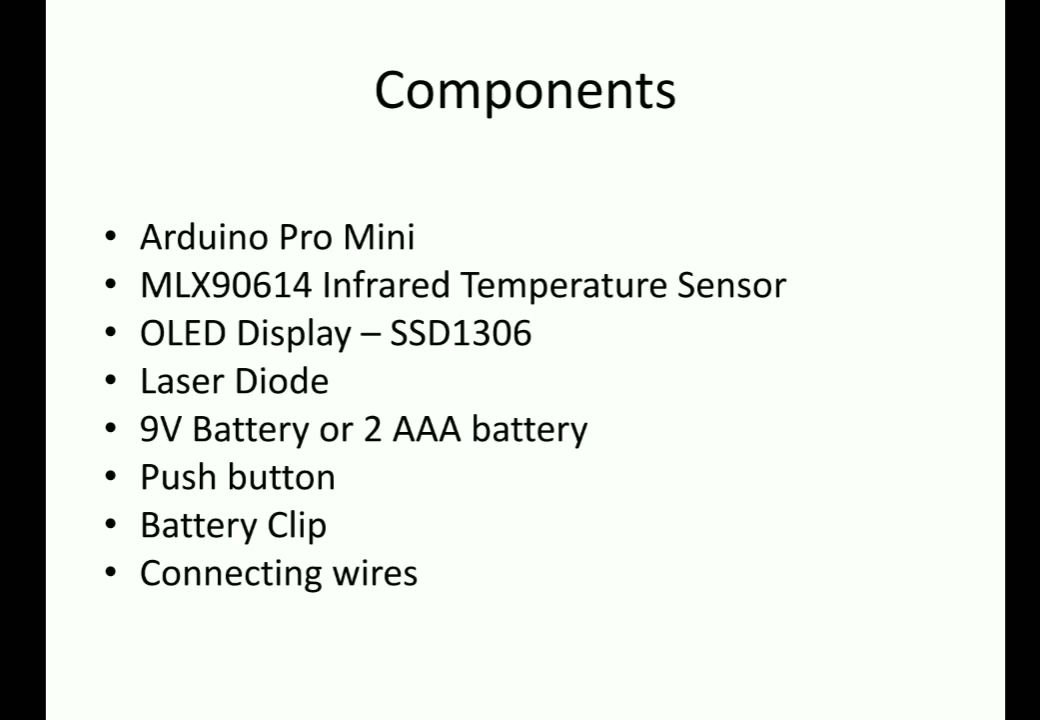 Components
• Arduino Pro Mini
• MLX90614 Infrared Temperature Sensor
• OLED Display – SSD1306
• Laser Diode
• 9V Battery or 2 AAA battery
• Push button
• Battery Clip
• Connecting wires